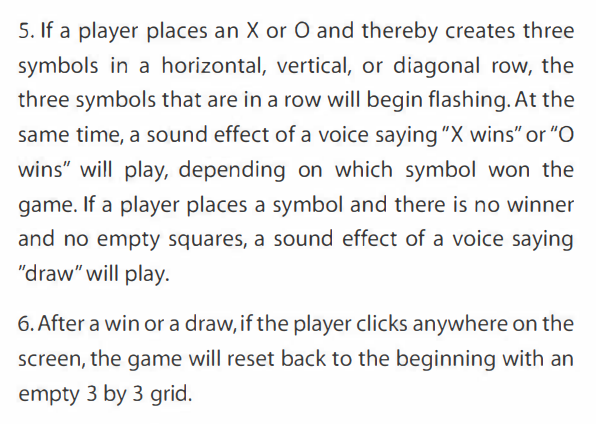 5. If a player places an X or O and thereby creates three
symbols in a horizontal, vertical, or diagonal row, the
three symbols that are in a row will begin flashing. At the
same time, a sound effect of a voice saying "X wins" or "O
wins" will play, depending on which symbol won the
game. If a player places a symbol and there is no winner
and no empty squares, a sound effect of a voice saying
"draw" will play.
6. After a win or a draw, if the player clicks anywhere on the
screen, the game will reset back to the beginning with an
empty 3 by 3 grid.